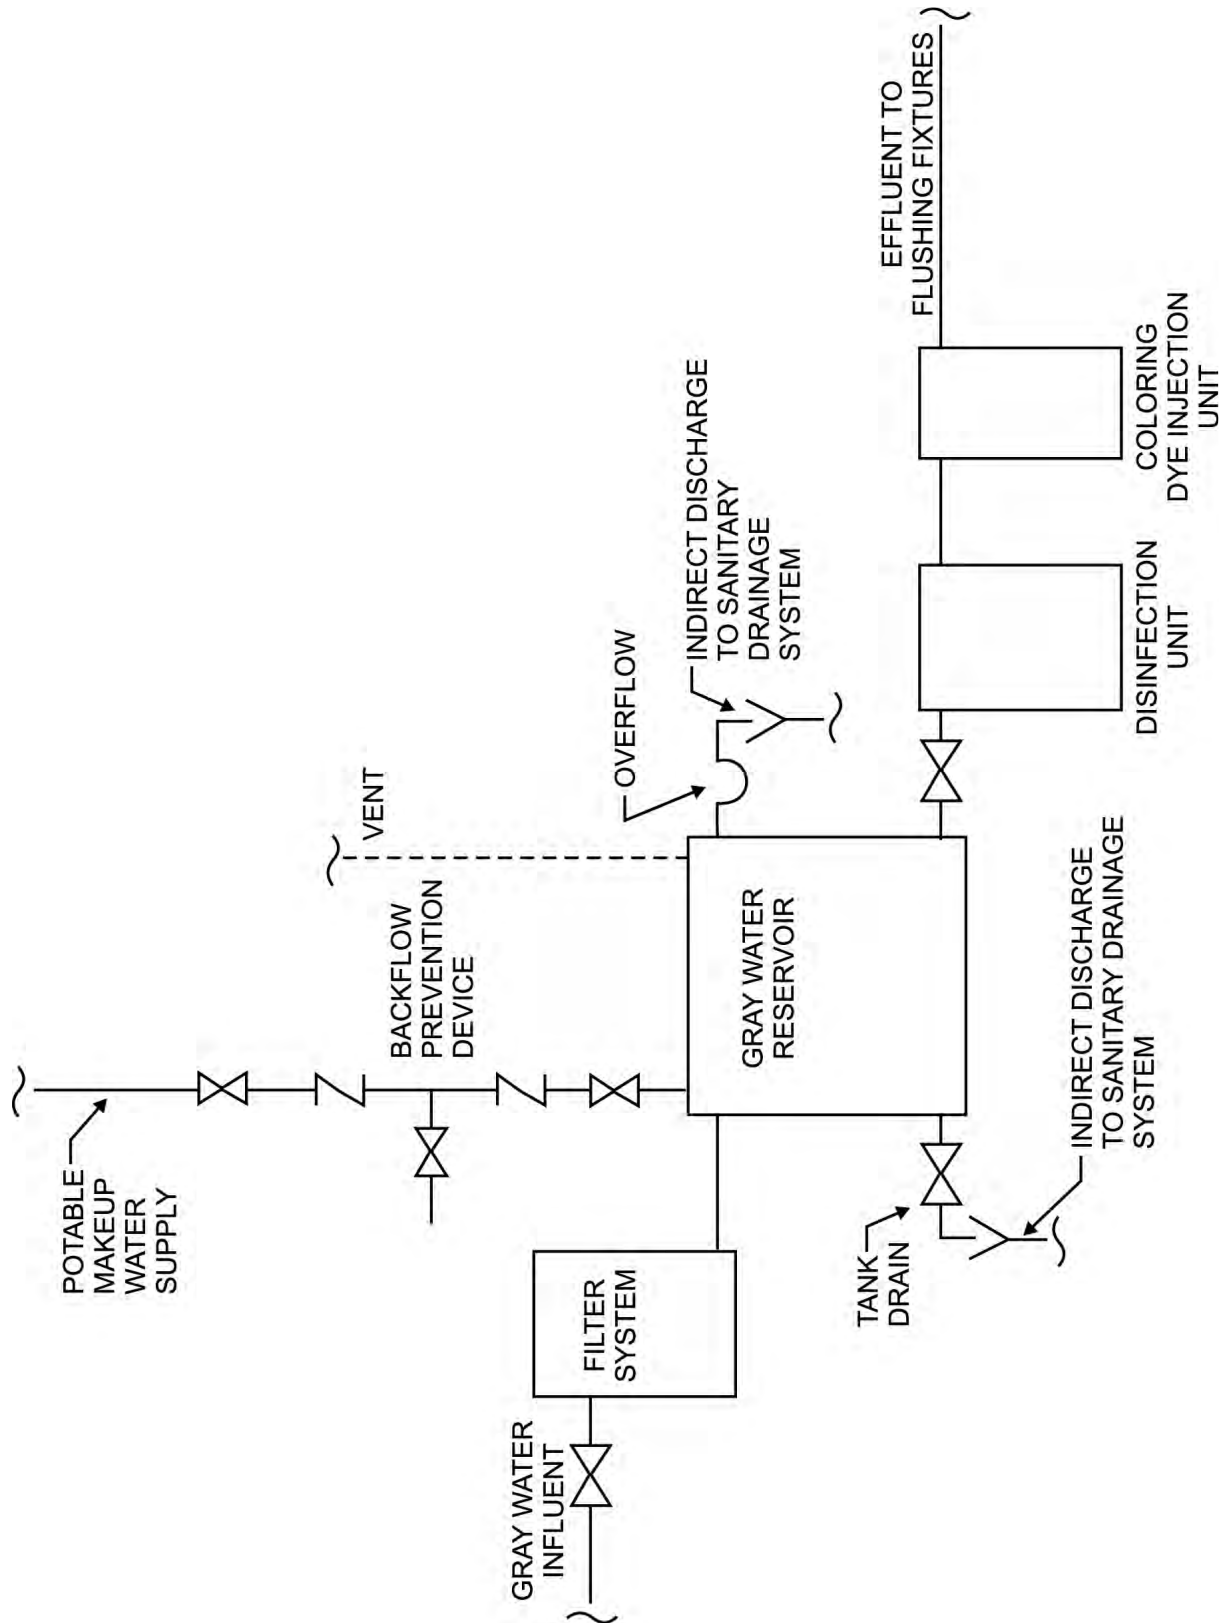 POTABLE
MAKEUP
WATER
SUPPLY
BACKFLOW
PREVENTION
DEVICE
VENT
OVERFLOW
INDIRECT DISCHARGE
TO SANITARY
DRAINAGE
SYSTEM
EFFLUENT TO
FLUSHING FIXTURES
GRAY WATER
INFLUENT
FILTER
SYSTEM
GRAY WATER
RESERVOIR
TANK
DRAIN
INDIRECT DISCHARGE
TO SANITARY DRAINAGE
SYSTEM
DISINFECTION
UNIT
COLORING
DYE INJECTION
UNIT